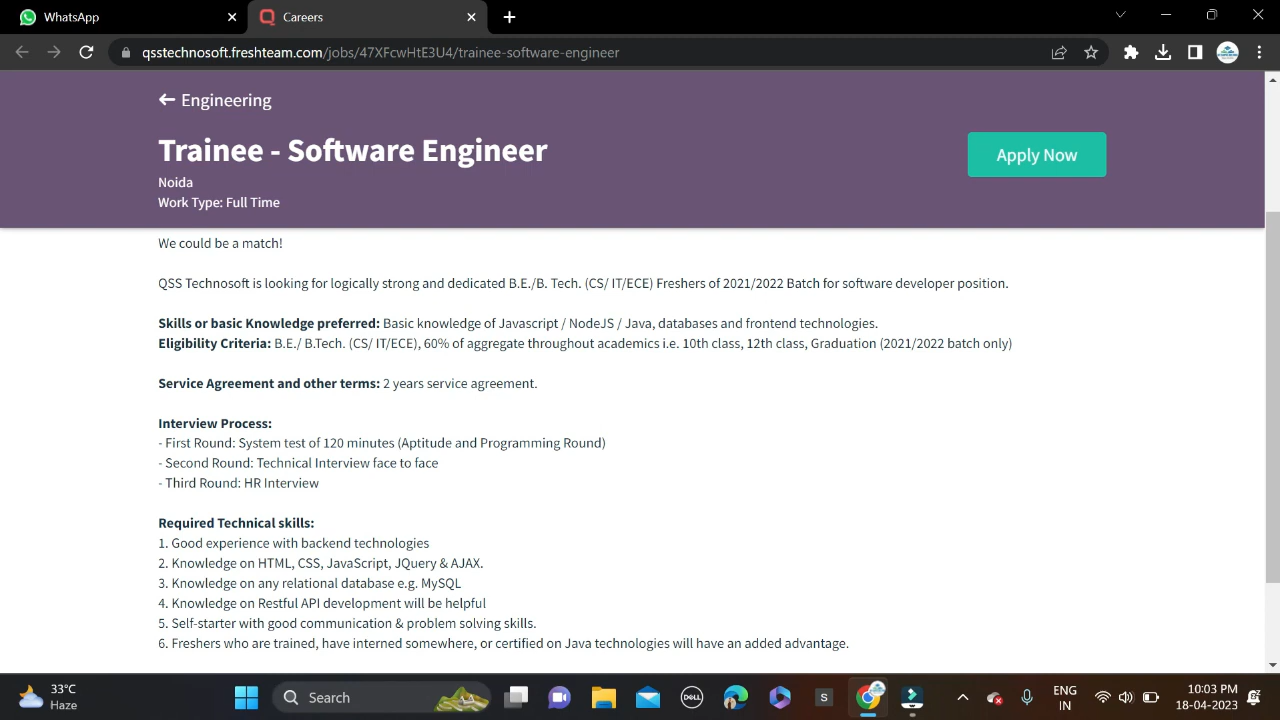 WhatsApp
Careers
qsstechnosoft.freshteam.com/jobs/47XFcwHtE3U4/trainee-software-engineer
Engineering
Trainee - Software Engineer
Apply Now
Noida
Work Type: Full Time
We could be a match!
QSS Technosoft is looking for logically strong and dedicated B.E./B. Tech. (CS/ IT/ECE) Freshers of 2021/2022 Batch for software developer position.
Skills or basic Knowledge preferred: Basic knowledge of Javascript / NodeJS / Java, databases and frontend technologies.
Eligibility Criteria: B.E./ B.Tech. (CS/ IT/ECE), 60% of aggregate throughout academics i.e. 10th class, 12th class, Graduation (2021/2022 batch only)
Service Agreement and other terms: 2 years service agreement.
Interview Process:
- First Round: System test of 120 minutes (Aptitude and Programming Round)
- Second Round: Technical Interview face to face
- Third Round: HR Interview
Required Technical skills:
1. Good experience with backend technologies
2. Knowledge on HTML, CSS, JavaScript, JQuery & AJAX.
3. Knowledge on any relational database e.g. MySQL
4. Knowledge on Restful API development will be helpful
5. Self-starter with good communication & problem solving skills.
6. Freshers who are trained, have interned somewhere, or certified on Java technologies will have an added advantage.
33°C
Haze
Search
DELL
S
ENG
IN
10:03 PM
18-04-2023